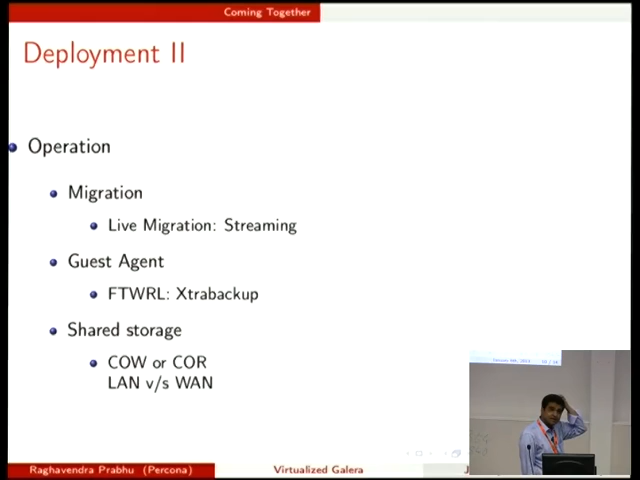 Coming Together
Deployment II
Operation
Migration
Live Migration: Streaming
Guest Agent
FTWRL: Xtrabackup
Shared storage
COW or COR
LAN v/s WAN
Raghavendra Prabhu (Percona)
Virtualized Galera
J